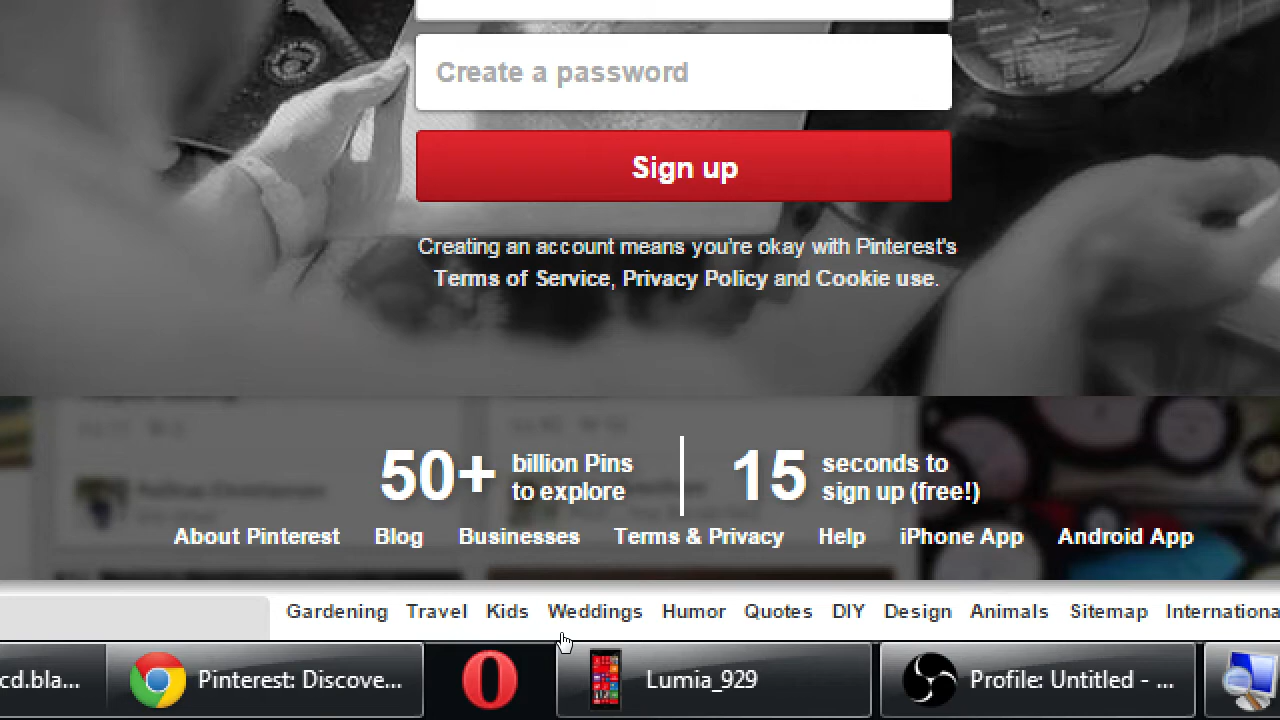 Create a password
Sign up
Creating an account means you're okay with Pinterest's
Terms of Service, Privacy Policy and Cookie use.
50+ billion Pins to explore
15 seconds to sign up (free!)
About Pinterest Blog Businesses Terms & Privacy Help iPhone App Android App
Gardening Travel Kids Weddings Humor Quotes DIY Design Animals Sitemap Internationa
cd.bla... Pinterest: Discove... Lumia_929 Profile: Untitled - ...